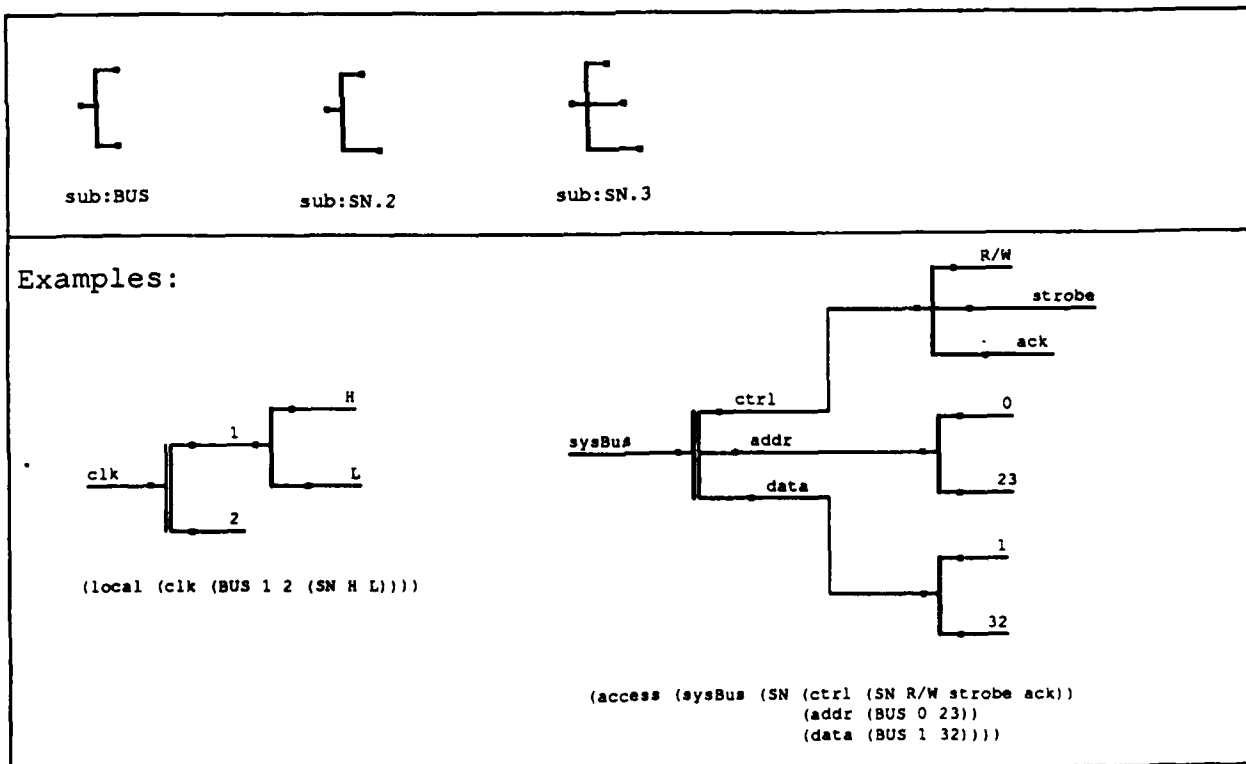 sub:BUS
sub:SN.2
sub:SN.3
Examples:
clk
1
2
H
L
(local (clk (BUS 1 2 (SN H L))))
sysBus
ctrl
addr
data
R/W
strobe
ack
0
23
1
32
(access (sysBus (SN (ctrl (SN R/W strobe ack))
(addr (BUS 0 23))
(data (BUS 1 32))))